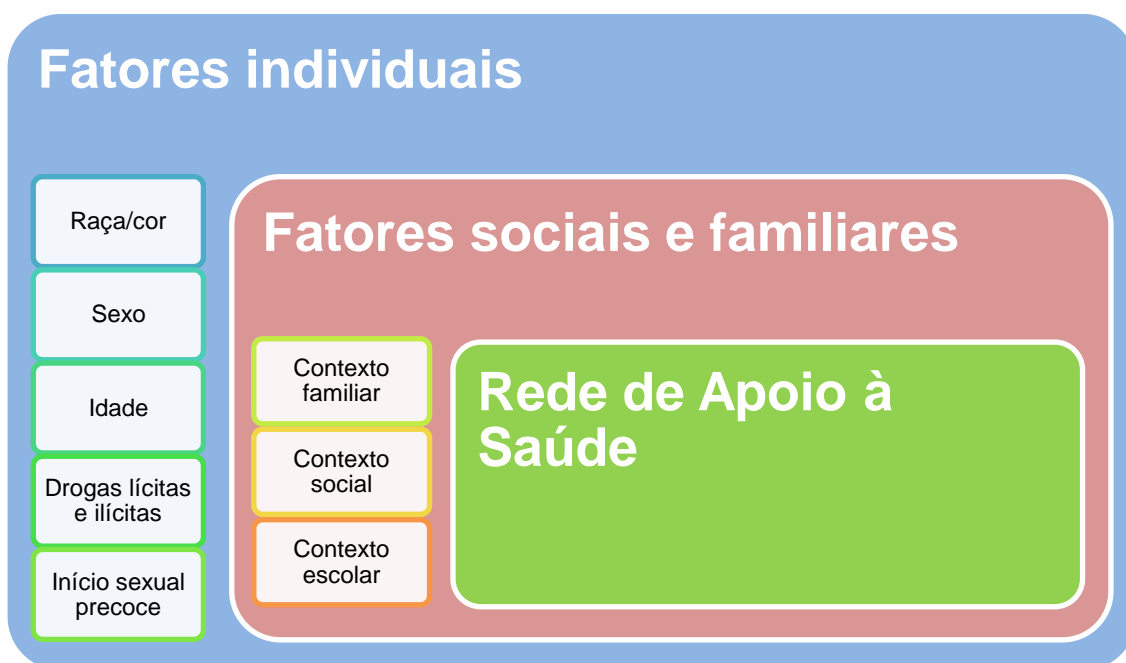 Fatores individuais
Raça/cor
Sexo
Idade
Drogas lícitas
e ilícitas
Início sexual
precoce
Fatores sociais e familiares
Contexto
familiar
Contexto
social
Contexto
escolar
Rede de Apoio à
Saúde